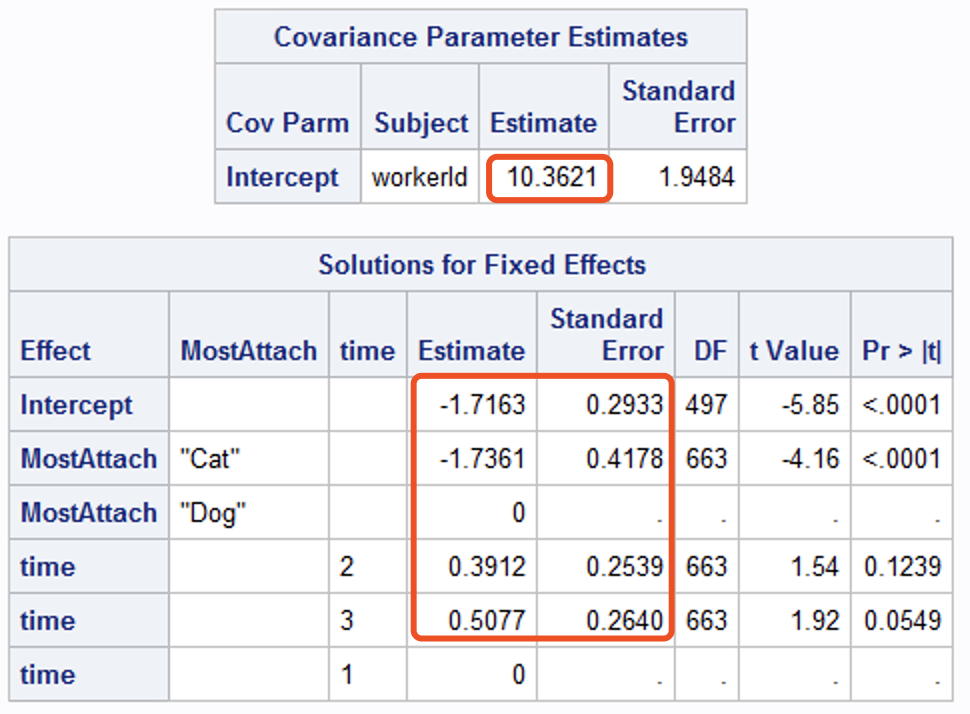 Covariance Parameter Estimates
Cov Parm Subject Estimate Standard Error
Intercept workerId 10.3621 1.9484
Solutions for Fixed Effects
Effect MostAttach time Estimate Standard Error DF t Value Pr > |t|
Intercept -1.7163 0.2933 497 -5.85 <.0001
MostAttach "Cat" -1.7361 0.4178 663 -4.16 <.0001
MostAttach "Dog" 0 . . . .
time 2 0.3912 0.2539 663 1.54 0.1239
time 3 0.5077 0.2640 663 1.92 0.0549
time 1 0 . . . .